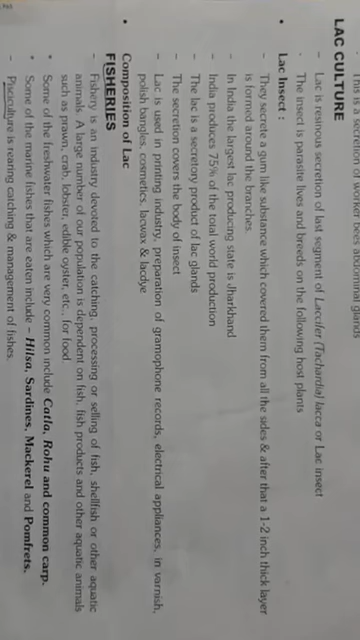 This is a secretion of worker bees abdominal glands
LAC CULTURE
– Lac is resinous secretion of last segment of Laccifer (Tachardia) lacca or Lac insect
- The insect is parasite lives and breeds on the following host plants
• Lac Insect :
– They secrete a gum like substance which covered them from all the sides & after that a 1-2 inch thick layer
is formed around the branches.
– In India the largest lac producing state is Jharkhand
– India produces 75% of the total world production
– The lac is a secretory product of lac glands
– The secretion covers the body of insect
– Lac is used in printing industry, preparation of gramophone records, electrical appliances, in varnish,
polish bangles, cosmetics, lacwax & lacdye
• Composition of Lac
FISHERIES
– Fishery is an industry devoted to the catching, processing or selling of fish, shellfish or other aquatic
animals. A large number of our population is dependent on fish, fish products and other aquatic animals
such as prawn, crab, lobster, edible oyster, etc., for food.
• Some of the freshwater fishes which are very common include Catla, Rohu and common carp.
• Some of the marine fishes that are eaten include – Hilsa, Sardines, Mackerel and Pomfrets.
– Pisciculture is rearing catching & management of fishes.